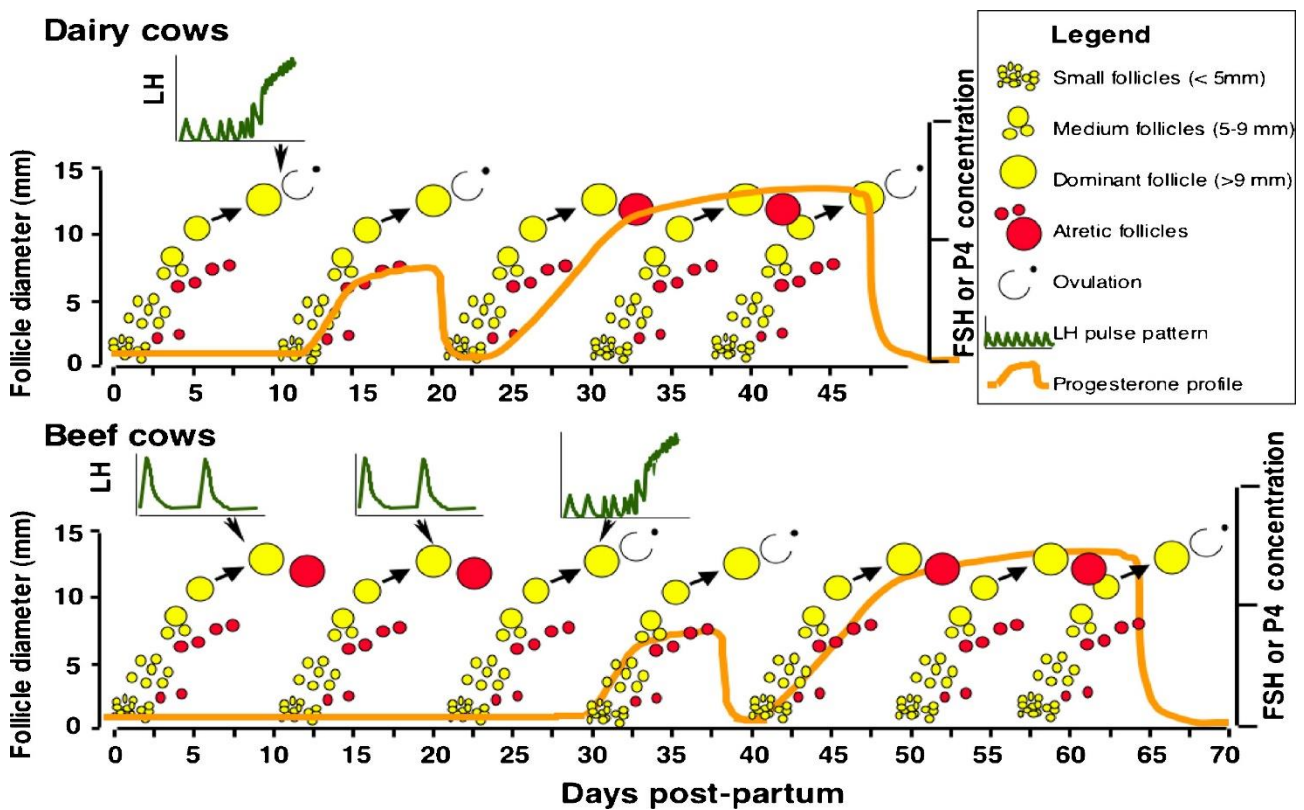 Dairy cows
LH
Follicle diameter (mm)
15
10
5
0
0 5 10 15 20 25 30 35 40 45
FSH or P4 concentration
Legend
Small follicles (< 5mm)
Medium follicles (5-9 mm)
Dominant follicle (>9 mm)
Atretic follicles
Ovulation
LH pulse pattern
Progesterone profile
Beef cows
LH
Follicle diameter (mm)
15
10
5
0
0 5 10 15 20 25 30 35 40 45 50 55 60 65 70
FSH or P4 concentration
Days post-partum